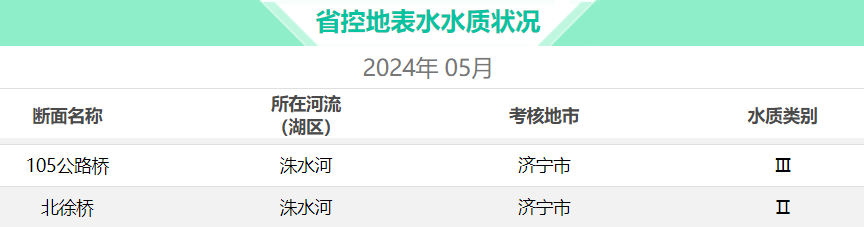 省控地表水水质状况
2024年 05月
断面名称 所在河流（湖区） 考核地市 水质类别
105公路桥 洙水河 济宁市 Ⅲ
北徐桥 洙水河 济宁市 Ⅱ